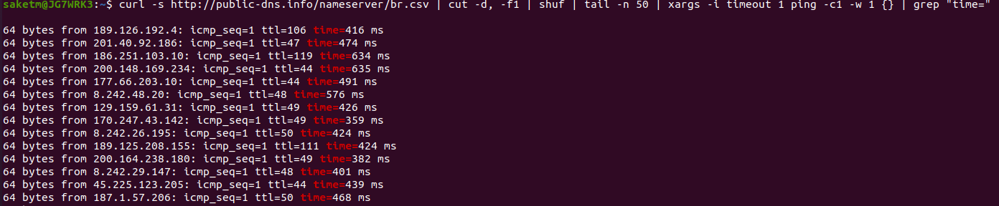 saketm@JG7WRK3:~$ curl -s http://public-dns.info/nameserver/br.csv | cut -d, -f1 | shuf | tail -n 50 | xargs -i timeout 1 ping -c1 -w 1 {} | grep "time="
64 bytes from 189.126.192.4: icmp_seq=1 ttl=106 time=416 ms
64 bytes from 201.40.92.186: icmp_seq=1 ttl=47 time=474 ms
64 bytes from 186.251.103.10: icmp_seq=1 ttl=119 time=634 ms
64 bytes from 200.148.169.234: icmp_seq=1 ttl=44 time=635 ms
64 bytes from 177.66.203.10: icmp_seq=1 ttl=44 time=491 ms
64 bytes from 8.242.48.20: icmp_seq=1 ttl=48 time=576 ms
64 bytes from 129.159.61.31: icmp_seq=1 ttl=49 time=426 ms
64 bytes from 170.247.43.142: icmp_seq=1 ttl=49 time=359 ms
64 bytes from 8.242.26.195: icmp_seq=1 ttl=50 time=424 ms
64 bytes from 189.125.208.155: icmp_seq=1 ttl=111 time=424 ms
64 bytes from 200.164.238.180: icmp_seq=1 ttl=49 time=382 ms
64 bytes from 8.242.29.147: icmp_seq=1 ttl=48 time=401 ms
64 bytes from 45.225.123.205: icmp_seq=1 ttl=44 time=439 ms
64 bytes from 187.1.57.206: icmp_seq=1 ttl=50 time=468 ms